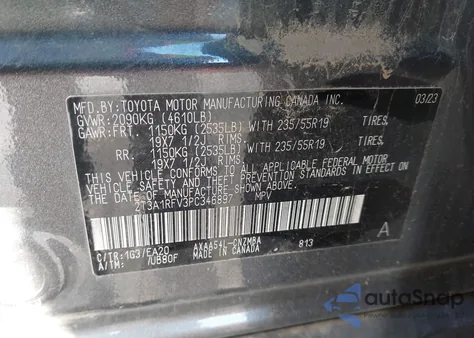 MFD.BY:TOYOTA MOTOR MANUFACTURING CANADA INC. 03/23
GVWR:2090KG (4610LB)
GAWR:FRT. 1150KG (2535LB) WITH 235/55R19 TIRES.
19X7 1/2J RIMS
RR. 1150KG (2535LB) WITH 235/55R19 TIRES.
19X7 1/2J RIMS
THIS VEHICLE CONFORMS TO ALL APPLICABLE FEDERAL MOTOR
VEHICLE SAFETY AND THEFT PREVENTION STANDARDS IN EFFECT ON
THE DATE OF MANUFACTURE SHOWN ABOVE.
2T3A1RFV3PC346897 MPV
A
C/TR:1G3/EA20 AXAA54L-CNZMBA 813
A/TM: /UB80F MADE IN CANADA
autoSnap